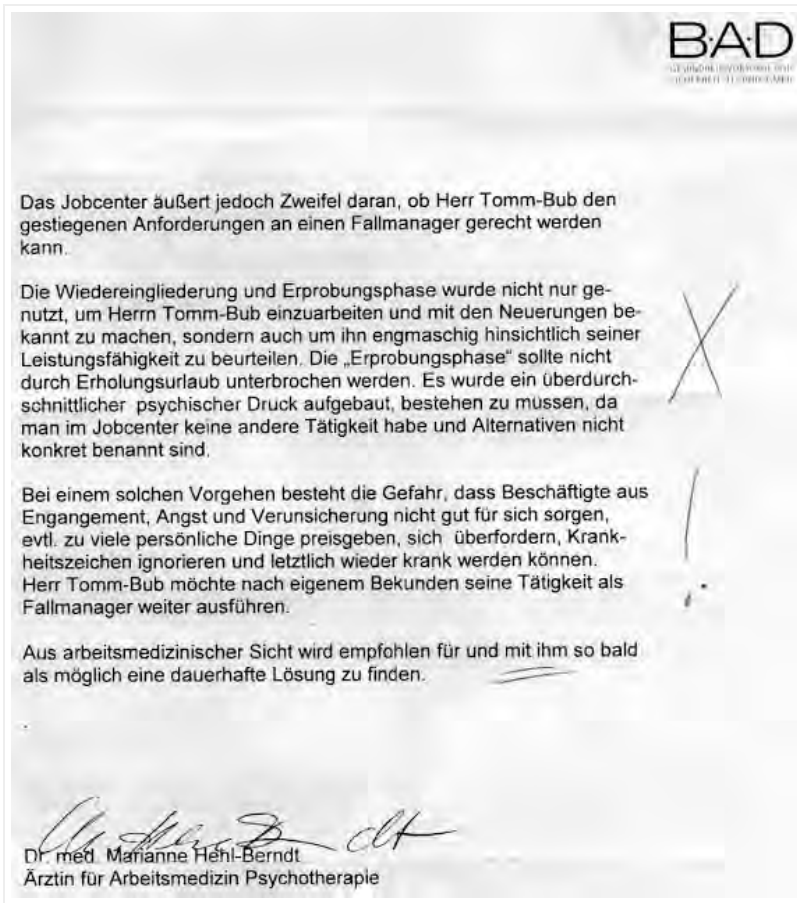 B·A·D
GESUNDHEITSVORSORGE UND
SICHERHEITSTECHNIK GMBH
Das Jobcenter äußert jedoch Zweifel daran, ob Herr Tomm-Bub den
gestiegenen Anforderungen an einen Fallmanager gerecht werden
kann.
Die Wiedereingliederung und Erprobungsphase wurde nicht nur ge-
nutzt, um Herrn Tomm-Bub einzuarbeiten und mit den Neuerungen be-
kannt zu machen, sondern auch um ihn engmaschig hinsichtlich seiner
Leistungsfähigkeit zu beurteilen. Die „Erprobungsphase“ sollte nicht
durch Erholungsurlaub unterbrochen werden. Es wurde ein überdurch-
schnittlicher psychischer Druck aufgebaut, bestehen zu müssen, da
man im Jobcenter keine andere Tätigkeit habe und Alternativen nicht
konkret benannt sind.
Bei einem solchen Vorgehen besteht die Gefahr, dass Beschäftigte aus
Engangement, Angst und Verunsicherung nicht gut für sich sorgen,
evtl. zu viele persönliche Dinge preisgeben, sich überfordern, Krank-
heitszeichen ignorieren und letztlich wieder krank werden können.
Herr Tomm-Bub möchte nach eigenem Bekunden seine Tätigkeit als
Fallmanager weiter ausführen.
Aus arbeitsmedizinischer Sicht wird empfohlen für und mit ihm so bald
als möglich eine dauerhafte Lösung zu finden.
Dr. med. Marianne Hehl-Berndt
Ärztin für Arbeitsmedizin Psychotherapie